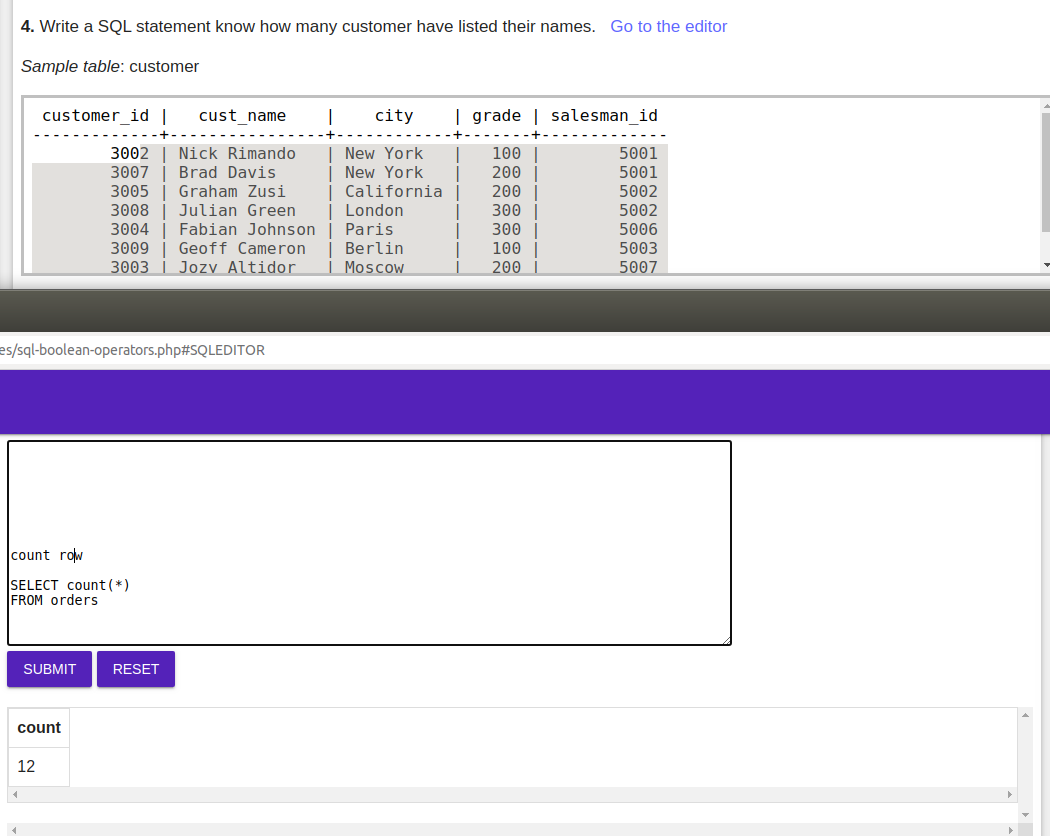 4. Write a SQL statement know how many customer have listed their names. Go to the editor
Sample table: customer
customer_id | cust_name | city | grade | salesman_id
-------------+----------------+------------+-------+-------------
3002 | Nick Rimando | New York | 100 | 5001
3007 | Brad Davis | New York | 200 | 5001
3005 | Graham Zusi | California | 200 | 5002
3008 | Julian Green | London | 300 | 5002
3004 | Fabian Johnson | Paris | 300 | 5006
3009 | Geoff Cameron | Berlin | 100 | 5003
3003 | Jozy Altidor | Moscow | 200 | 5007
es/sql-boolean-operators.php#SQLEDITOR
count row
SELECT count(*)
FROM orders
SUBMIT RESET
count
12